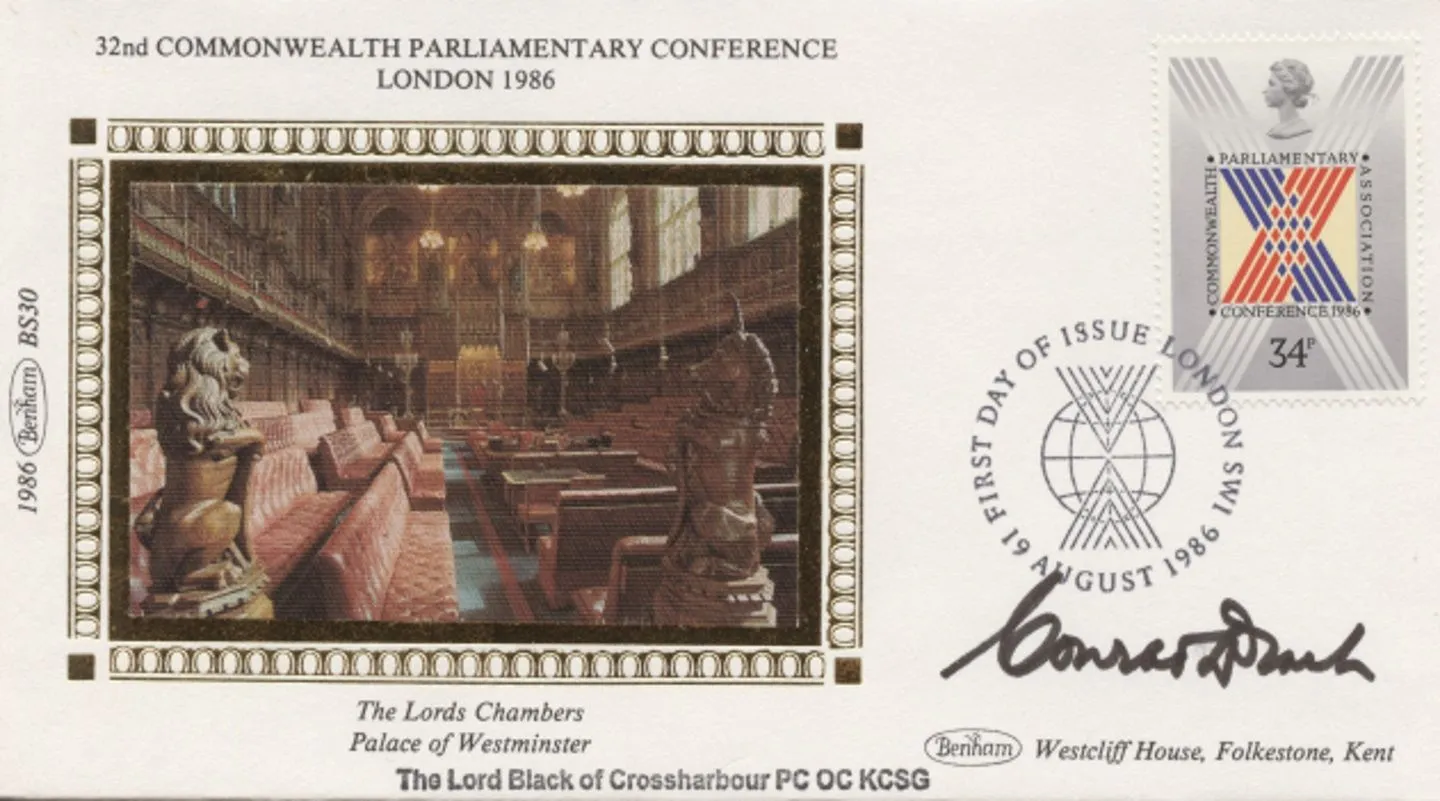 32nd COMMONWEALTH PARLIAMENTARY CONFERENCE
LONDON 1986
COMMONWEALTH
• PARLIAMENTARY •
ASSOCIATION
• CONFERENCE 1986 •
34P
FIRST DAY OF ISSUE LONDON SW1
19 AUGUST 1986
1986 Benham BS30
Conrad Black
The Lords Chambers
Palace of Westminster
Benham Westcliff House, Folkestone, Kent
The Lord Black of Crossharbour PC OC KCSG